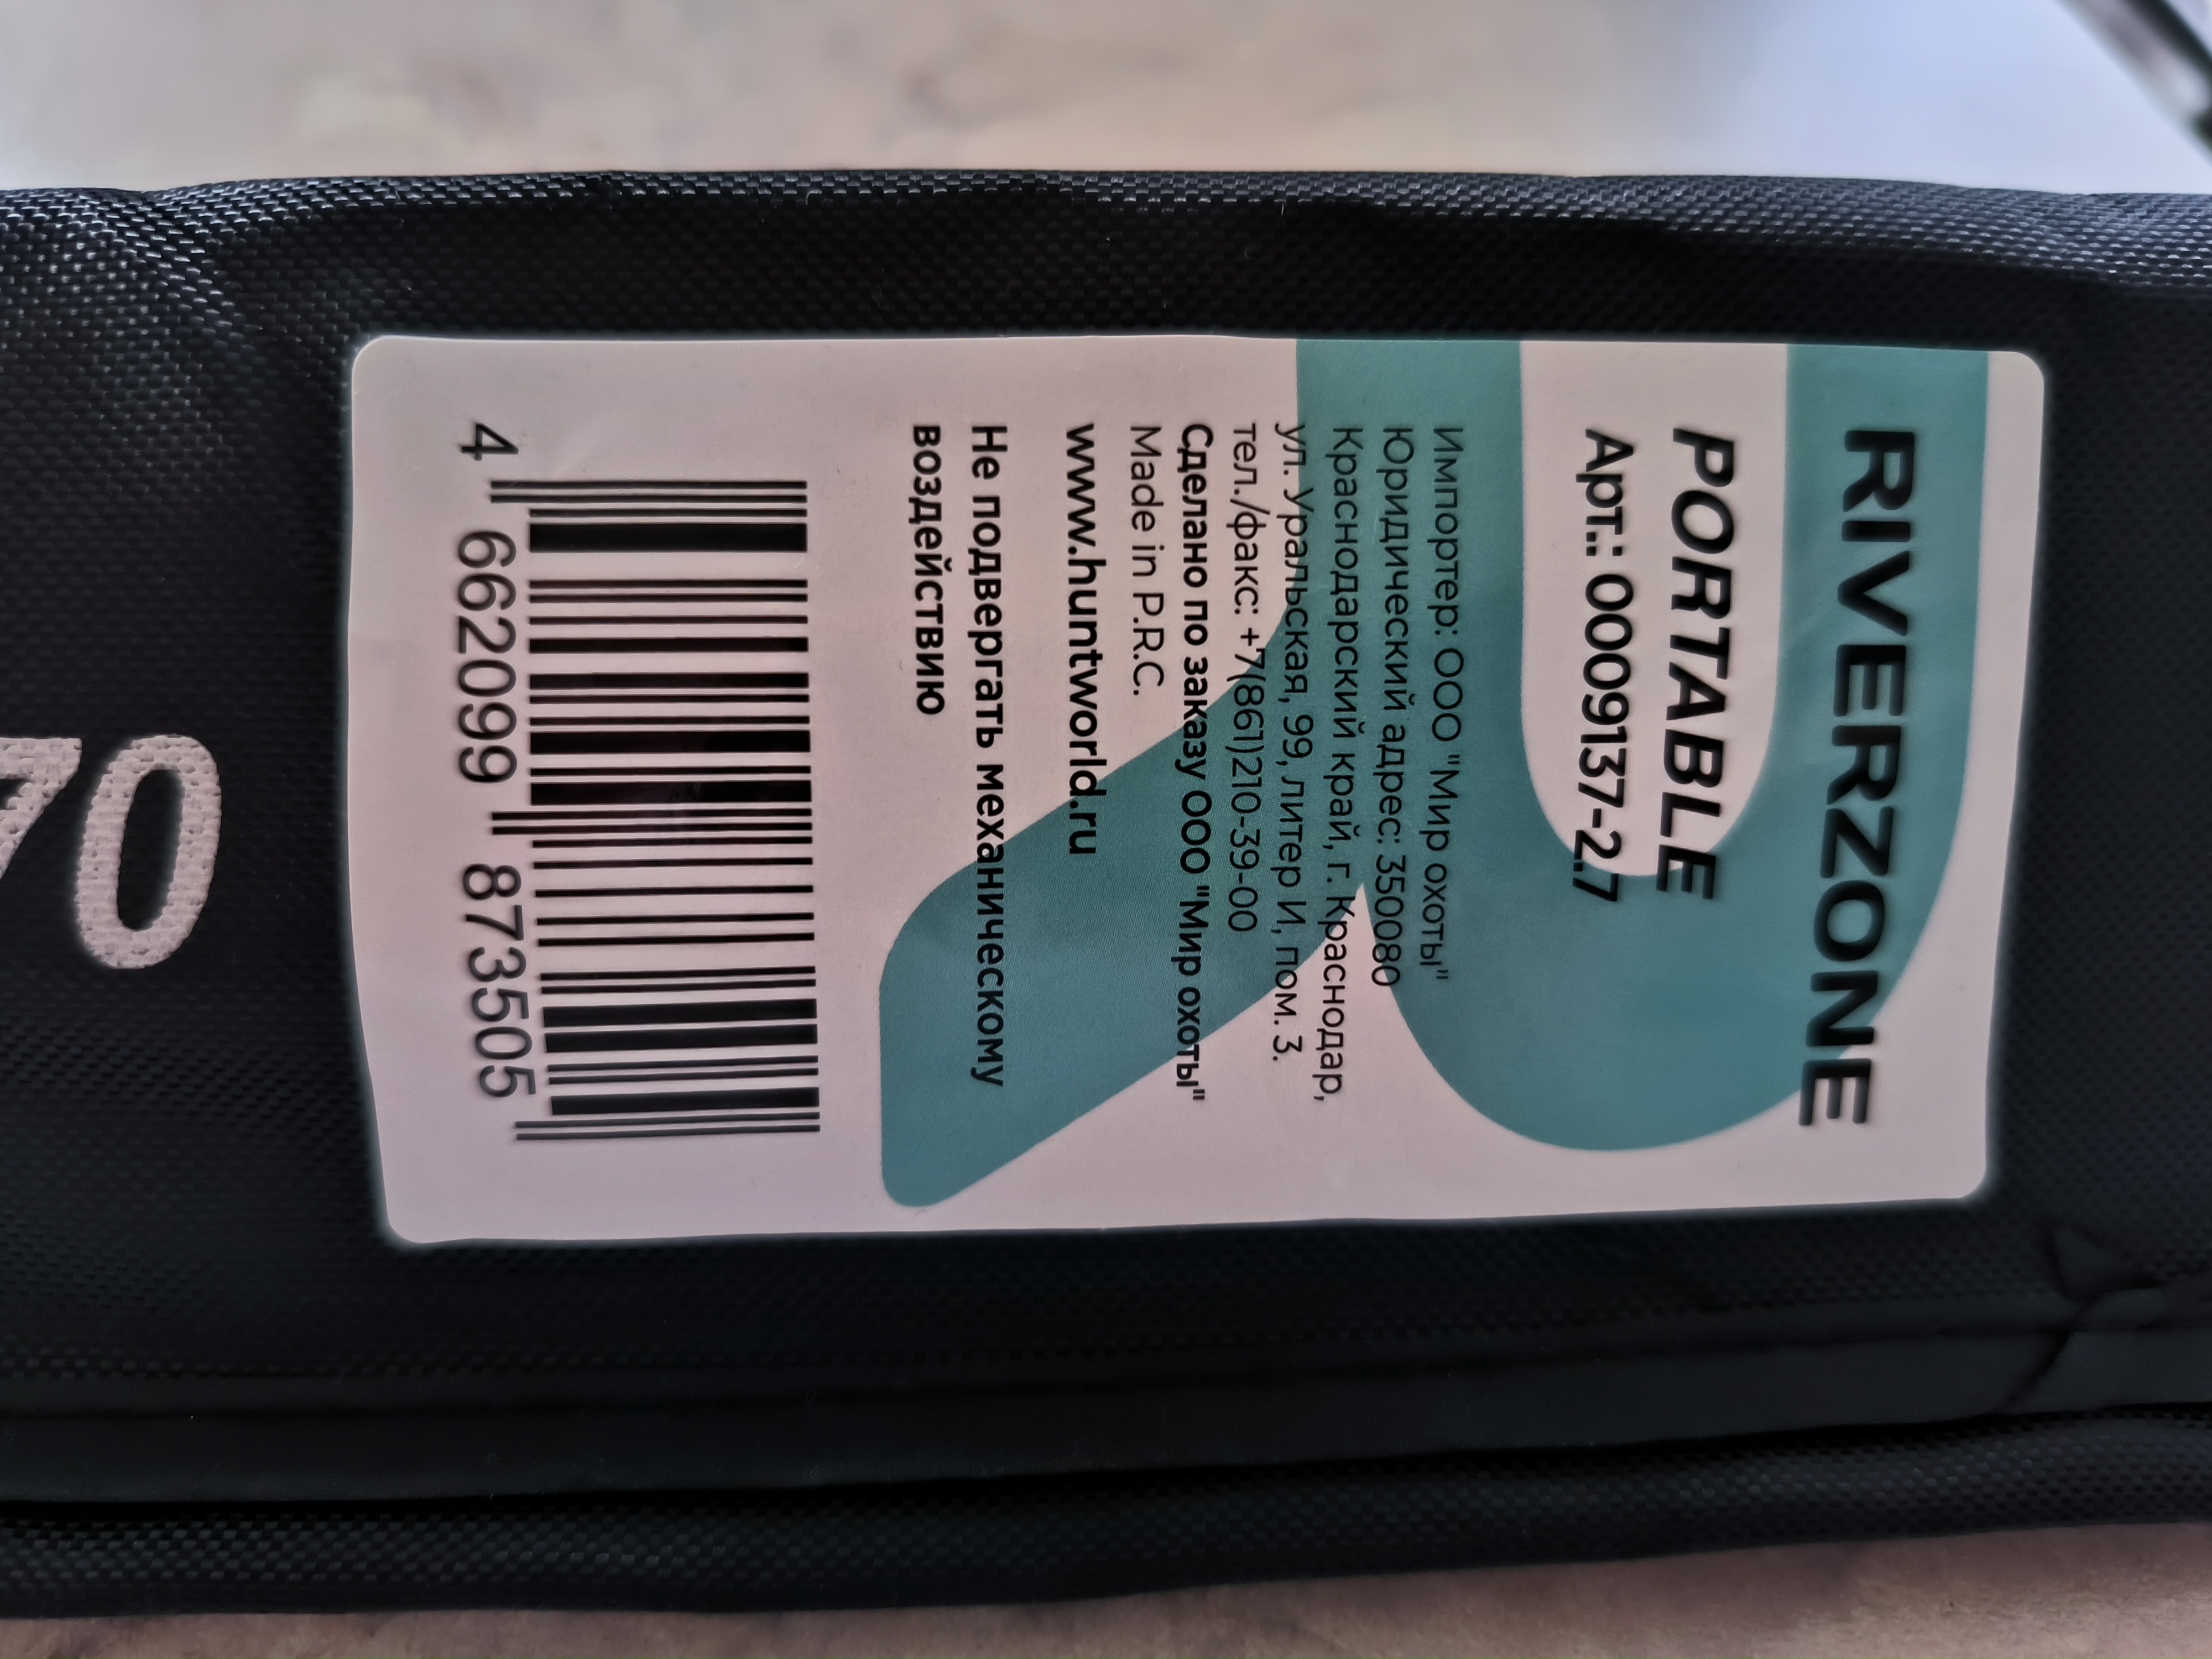 RIVERZONE
PORTABLE
Арт.: 0009137-2.7
Импортер: ООО "Мир охоты"
Юридический адрес: 350080
Краснодарский край, г. Краснодар,
ул. Уральская, 99, литер И, пом. 3.
тел./факс: +7(861)210-39-00
Сделано по заказу ООО "Мир охоты"
Made in P.R.C.
www.huntworld.ru
Не подвергать механическому
воздействию
4 662099 873505
70